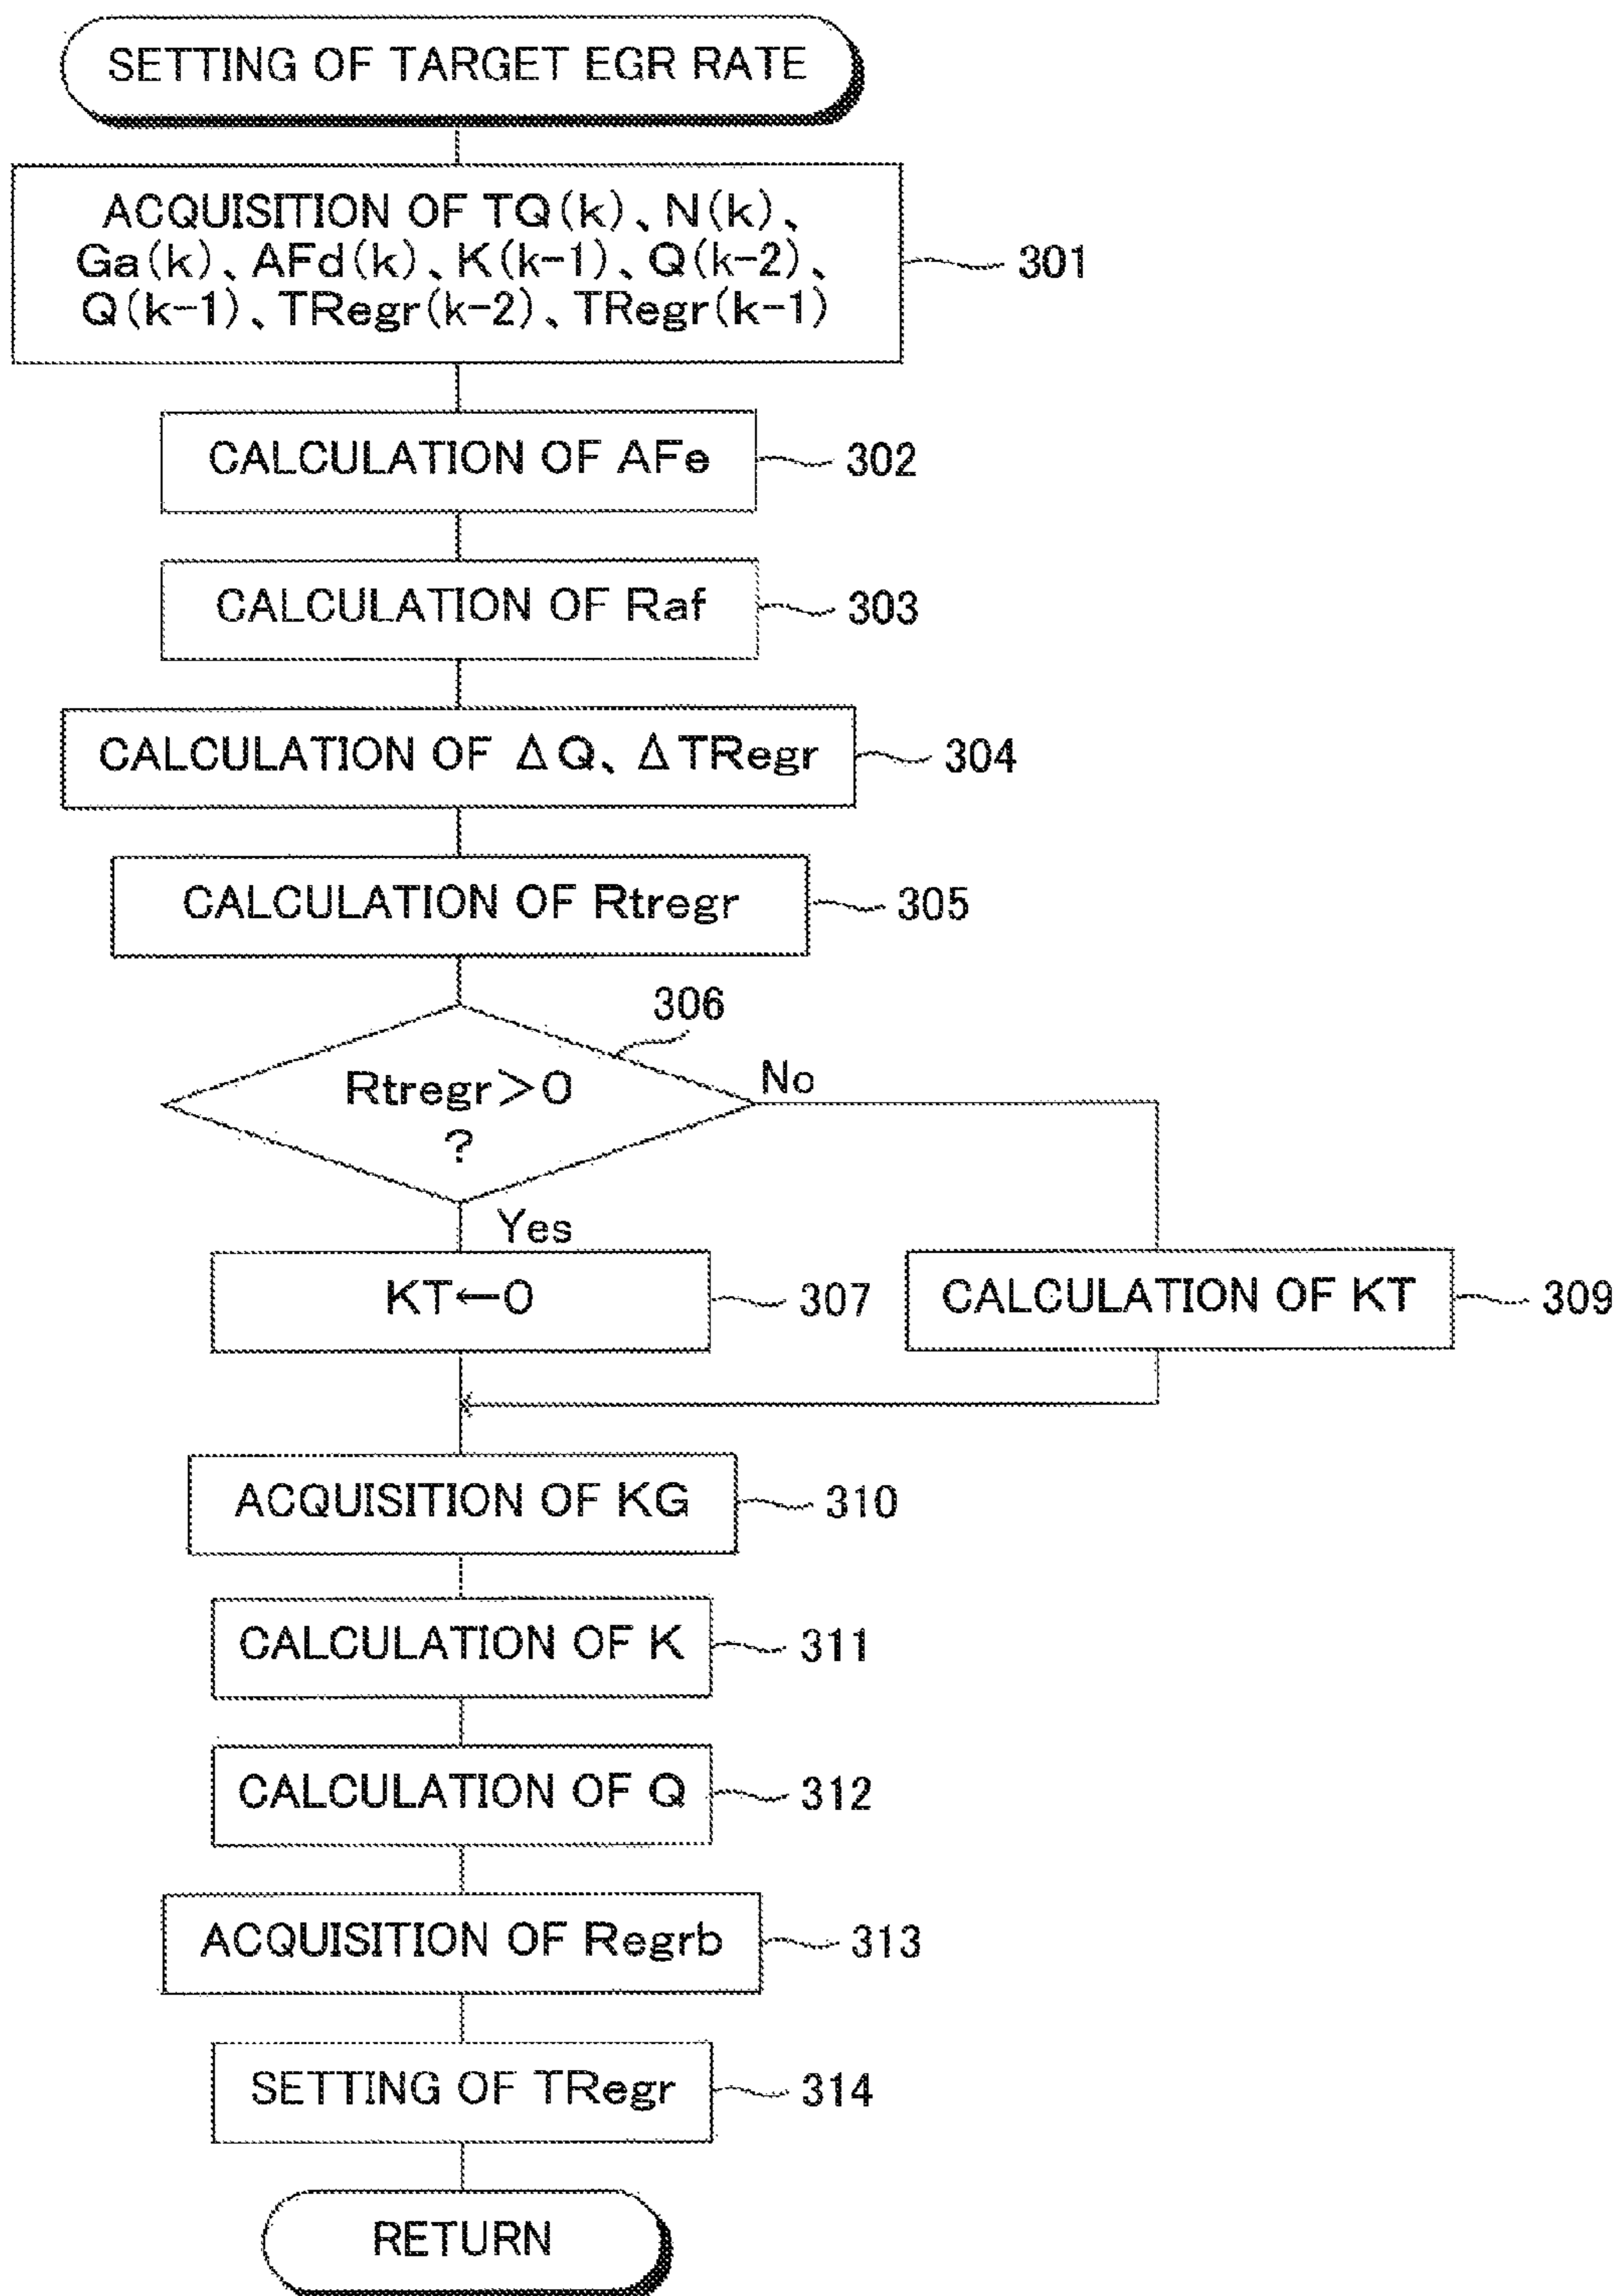 SETTING OF TARGET EGR RATE
ACQUISITION OF TQ(k)、N(k)、
Ga(k)、AFd(k)、K(k-1)、Q(k-2)、
Q(k-1)、TRegr(k-2)、TRegr(k-1)
301
CALCULATION OF AFe
302
CALCULATION OF Raf
303
CALCULATION OF ΔQ、ΔTRegr
304
CALCULATION OF Rtregr
305
306
Rtregr>0
?
No
Yes
KT←0
307
CALCULATION OF KT
309
ACQUISITION OF KG
310
CALCULATION OF K
311
CALCULATION OF Q
312
ACQUISITION OF Regrb
313
SETTING OF TRegr
314
RETURN